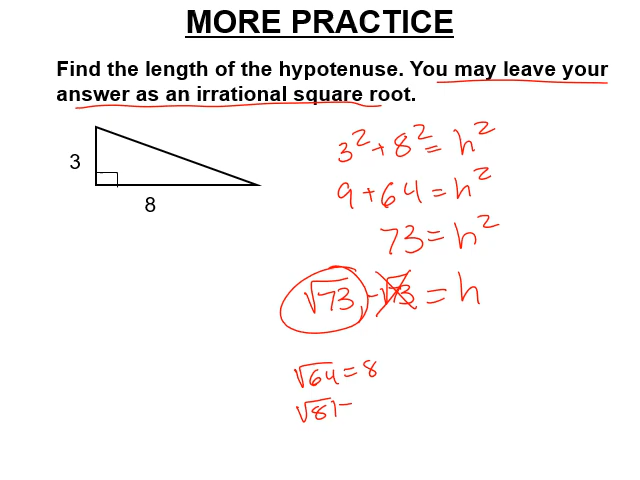 MORE PRACTICE
Find the length of the hypotenuse. You may leave your
answer as an irrational square root.
3
8
3² + 8² = h²
9 + 64 = h²
73 = h²
√73, -√73 = h
√64 = 8
√81 =